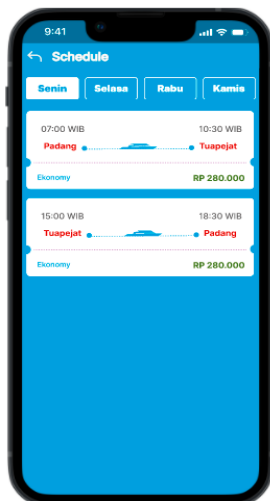 9:41
Schedule
Senin Selasa Rabu Kamis
07:00 WIB 10:30 WIB
Padang Tuapejat
Ekonomy RP 280.000
15:00 WIB 18:30 WIB
Tuapejat Padang
Ekonomy RP 280.000